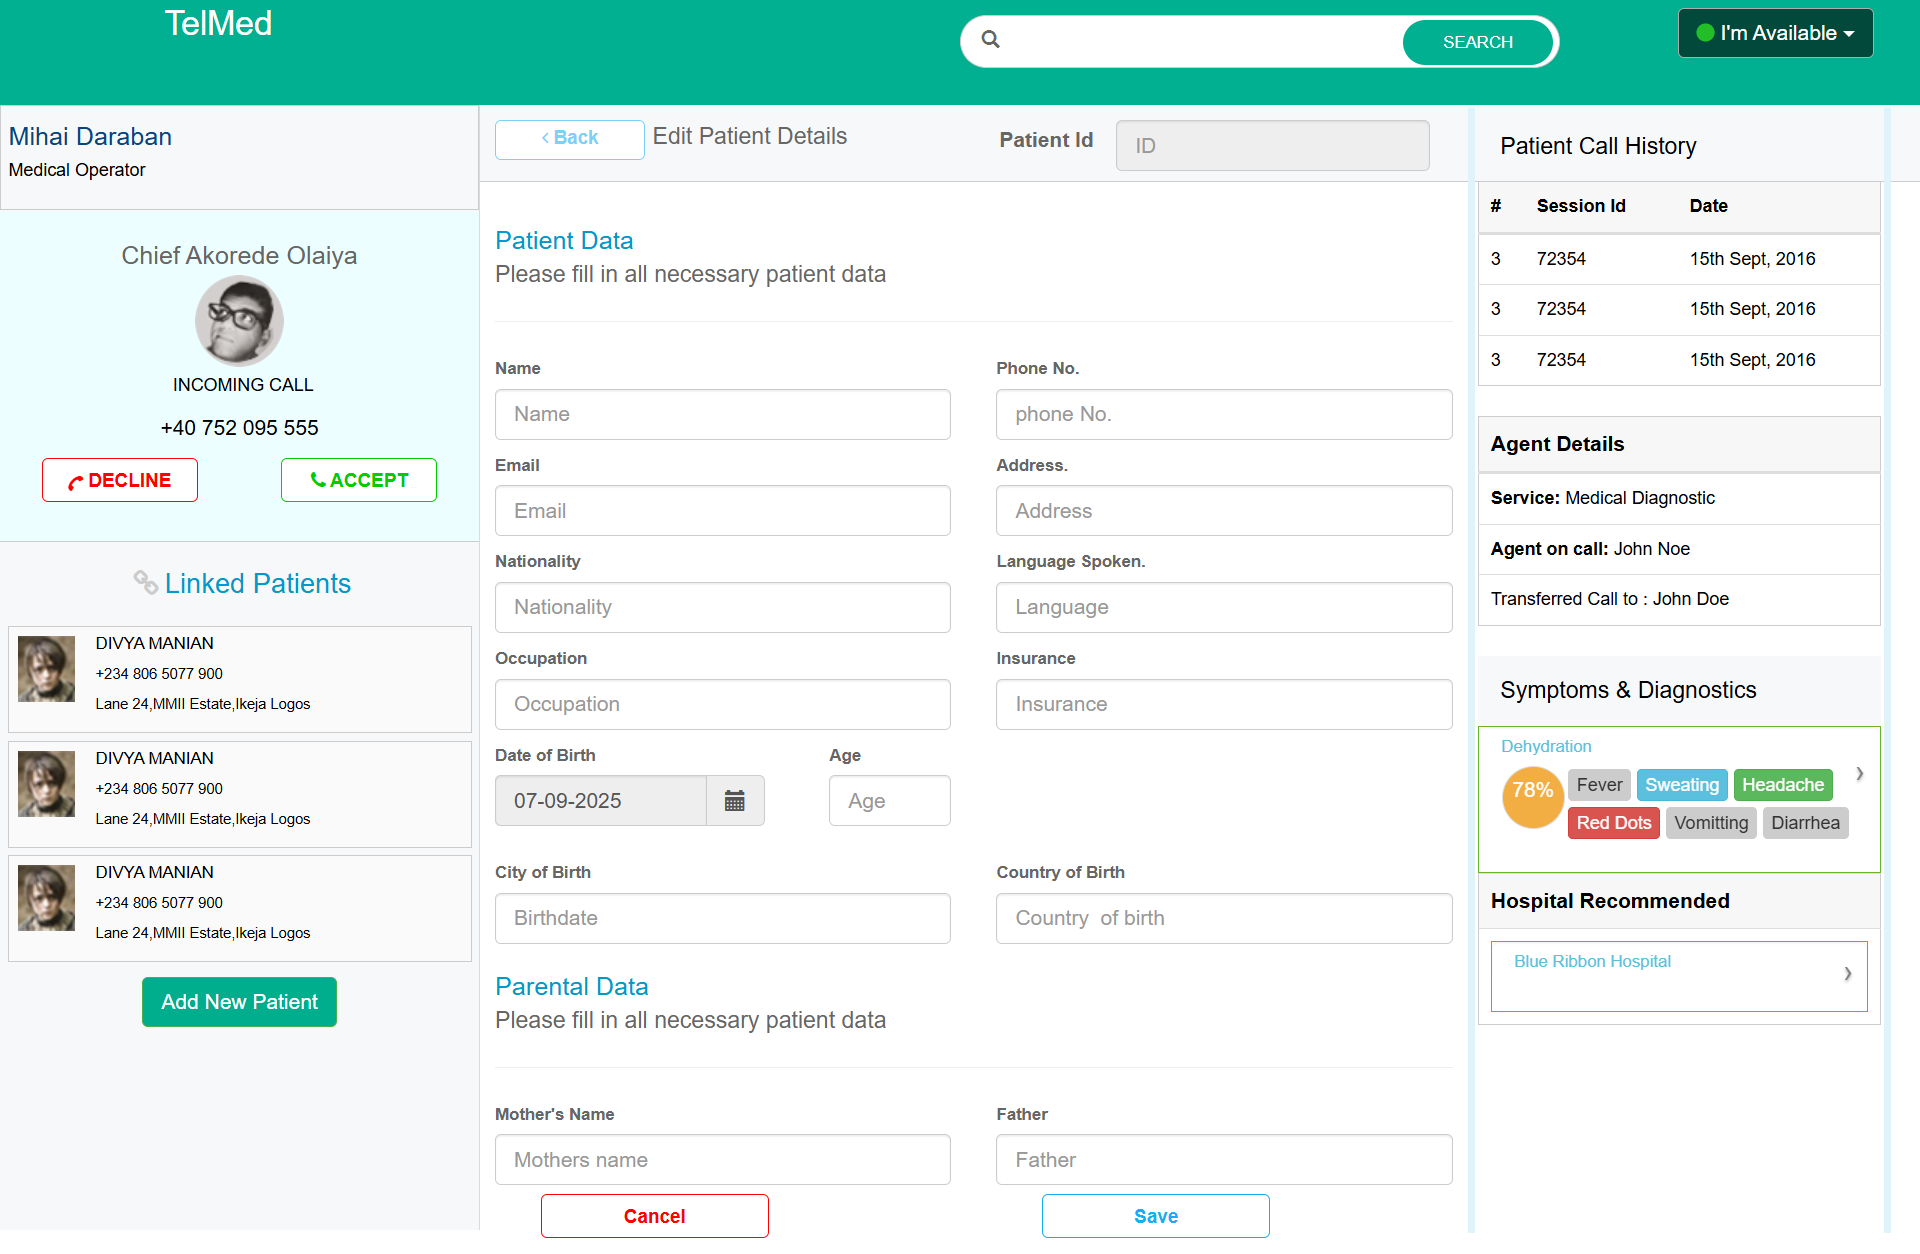 TelMed
SEARCH
I'm Available
Mihai Daraban
Medical Operator
Chief Akorede Olaiya
INCOMING CALL
+40 752 095 555
DECLINE
ACCEPT
Linked Patients
DIVYA MANIAN
+234 806 5077 900
Lane 24,MMII Estate,Ikeja Logos
DIVYA MANIAN
+234 806 5077 900
Lane 24,MMII Estate,Ikeja Logos
DIVYA MANIAN
+234 806 5077 900
Lane 24,MMII Estate,Ikeja Logos
Add New Patient
Back Edit Patient Details
Patient Id ID
Patient Data
Please fill in all necessary patient data
Name Phone No.
Name phone No.
Email Address.
Email Address
Nationality Language Spoken.
Nationality Language
Occupation Insurance
Occupation Insurance
Date of Birth Age
07-09-2025 Age
City of Birth Country of Birth
Birthdate Country  of birth
Parental Data
Please fill in all necessary patient data
Mother's Name Father
Mothers name Father
Cancel Save
Patient Call History
# Session Id Date
3 72354 15th Sept, 2016
3 72354 15th Sept, 2016
3 72354 15th Sept, 2016
Agent Details
Service: Medical Diagnostic
Agent on call: John Noe
Transferred Call to : John Doe
Symptoms & Diagnostics
Dehydration
78% Fever Sweating Headache
Red Dots Vomitting Diarrhea
Hospital Recommended
Blue Ribbon Hospital